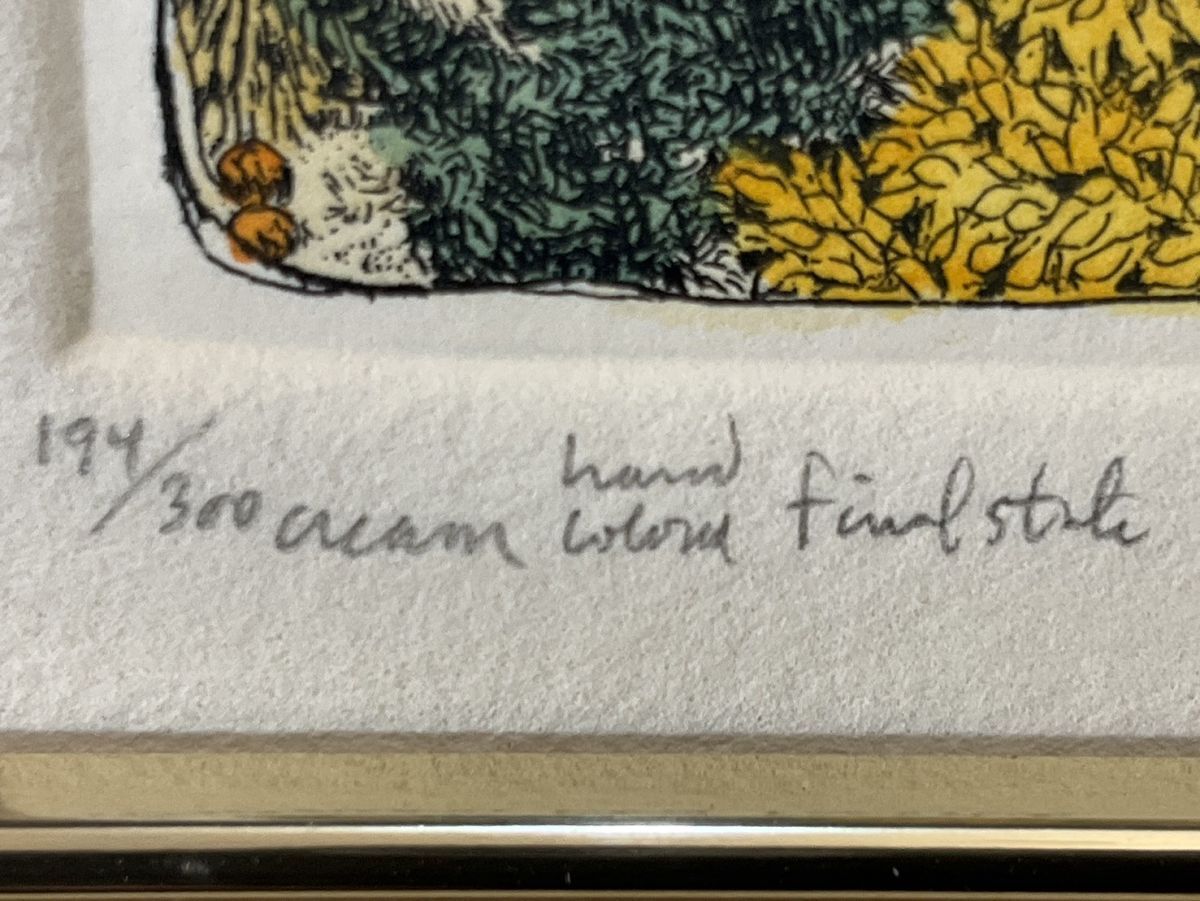 194/300 cream hand colored final state